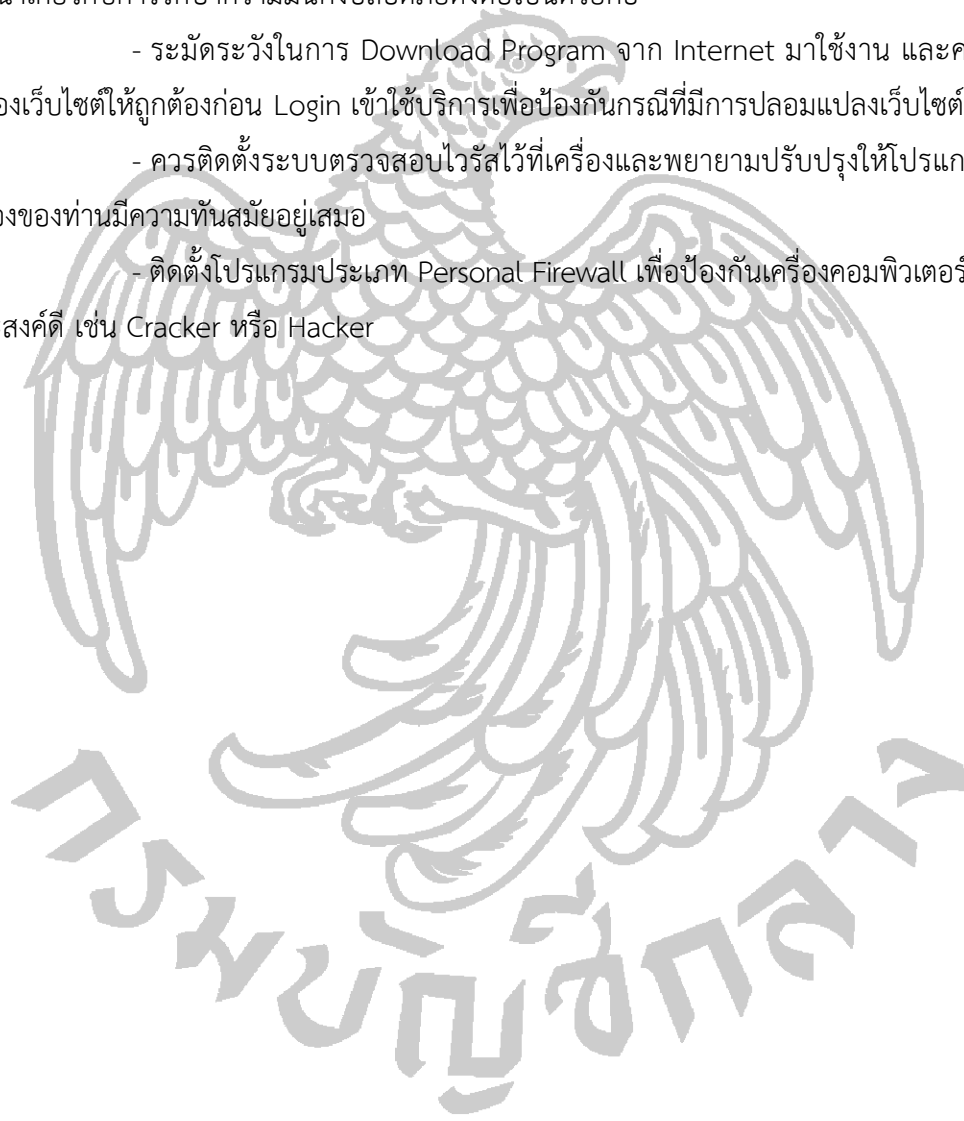 - ระมัดระวังในการ Download Program จาก Internet มาใช้งาน และค
องเว็บไซต์ให้ถูกต้องก่อน Login เข้าใช้บริการเพื่อป้องกันกรณีที่มีการปลอมแปลงเว็บไซต์
- ควรติดตั้งระบบตรวจสอบไวรัสไว้ที่เครื่องและพยายามปรับปรุงให้โปรแก
องของท่านมีความทันสมัยอยู่เสมอ
- ติดตั้งโปรแกรมประเภท Personal Firewall เพื่อป้องกันเครื่องคอมพิวเตอร์
สงค์ดี เช่น Cracker หรือ Hacker
กรมบัญชีกลาง